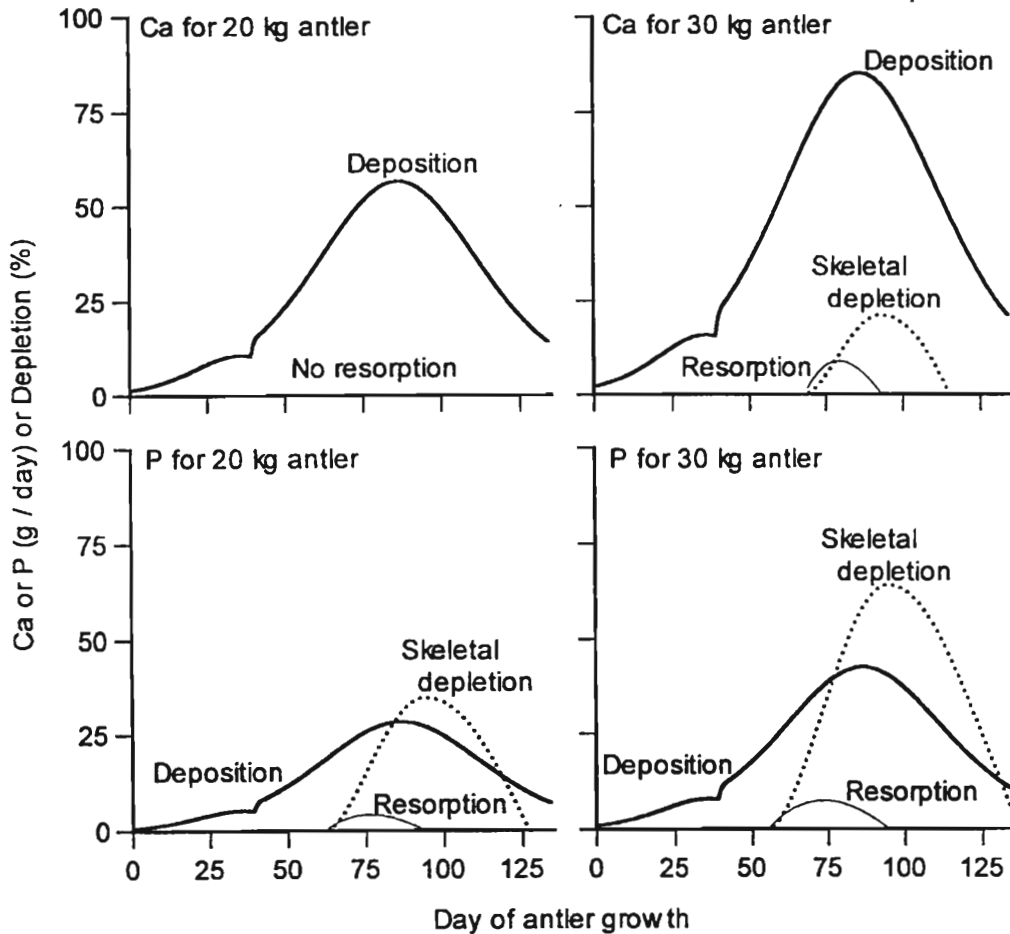 Ca or P (g / day) or Depletion (%)
100
75
50
25
0
Ca for 20 kg antler
Deposition
No resorption
Ca for 30 kg antler
Deposition
Skeletal
depletion
Resorption
100
75
50
25
0
P for 20 kg antler
Skeletal
depletion
Deposition
Resorption
0
25
50
75
100
125
P for 30 kg antler
Skeletal
depletion
Deposition
Resorption
0
25
50
75
100
125
Day of antler growth